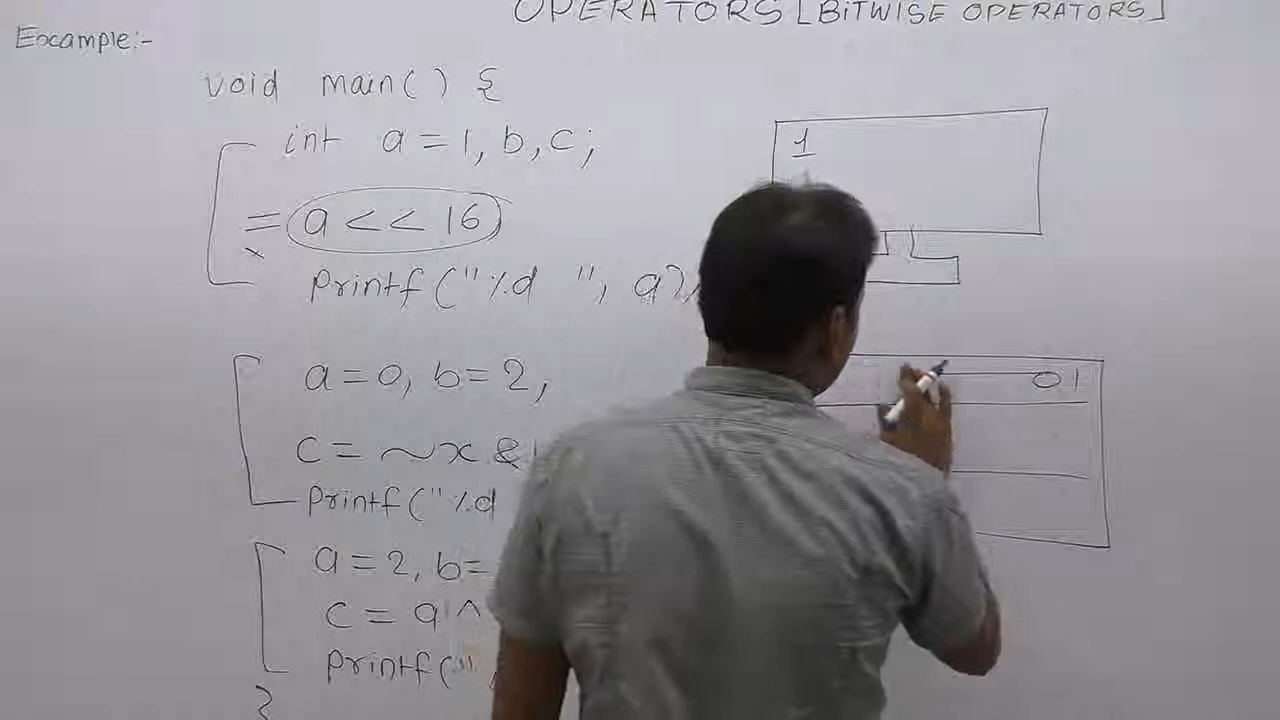 OPERATORS [BITWISE OPERATORS]
Example:-
void main() {
int a=1, b, c;
= a << 16
x
printf("%d ", a);
a=0, b=2,
c = ~x &
printf("%d
a=2, b=
c = a ^
printf("
}
1
01